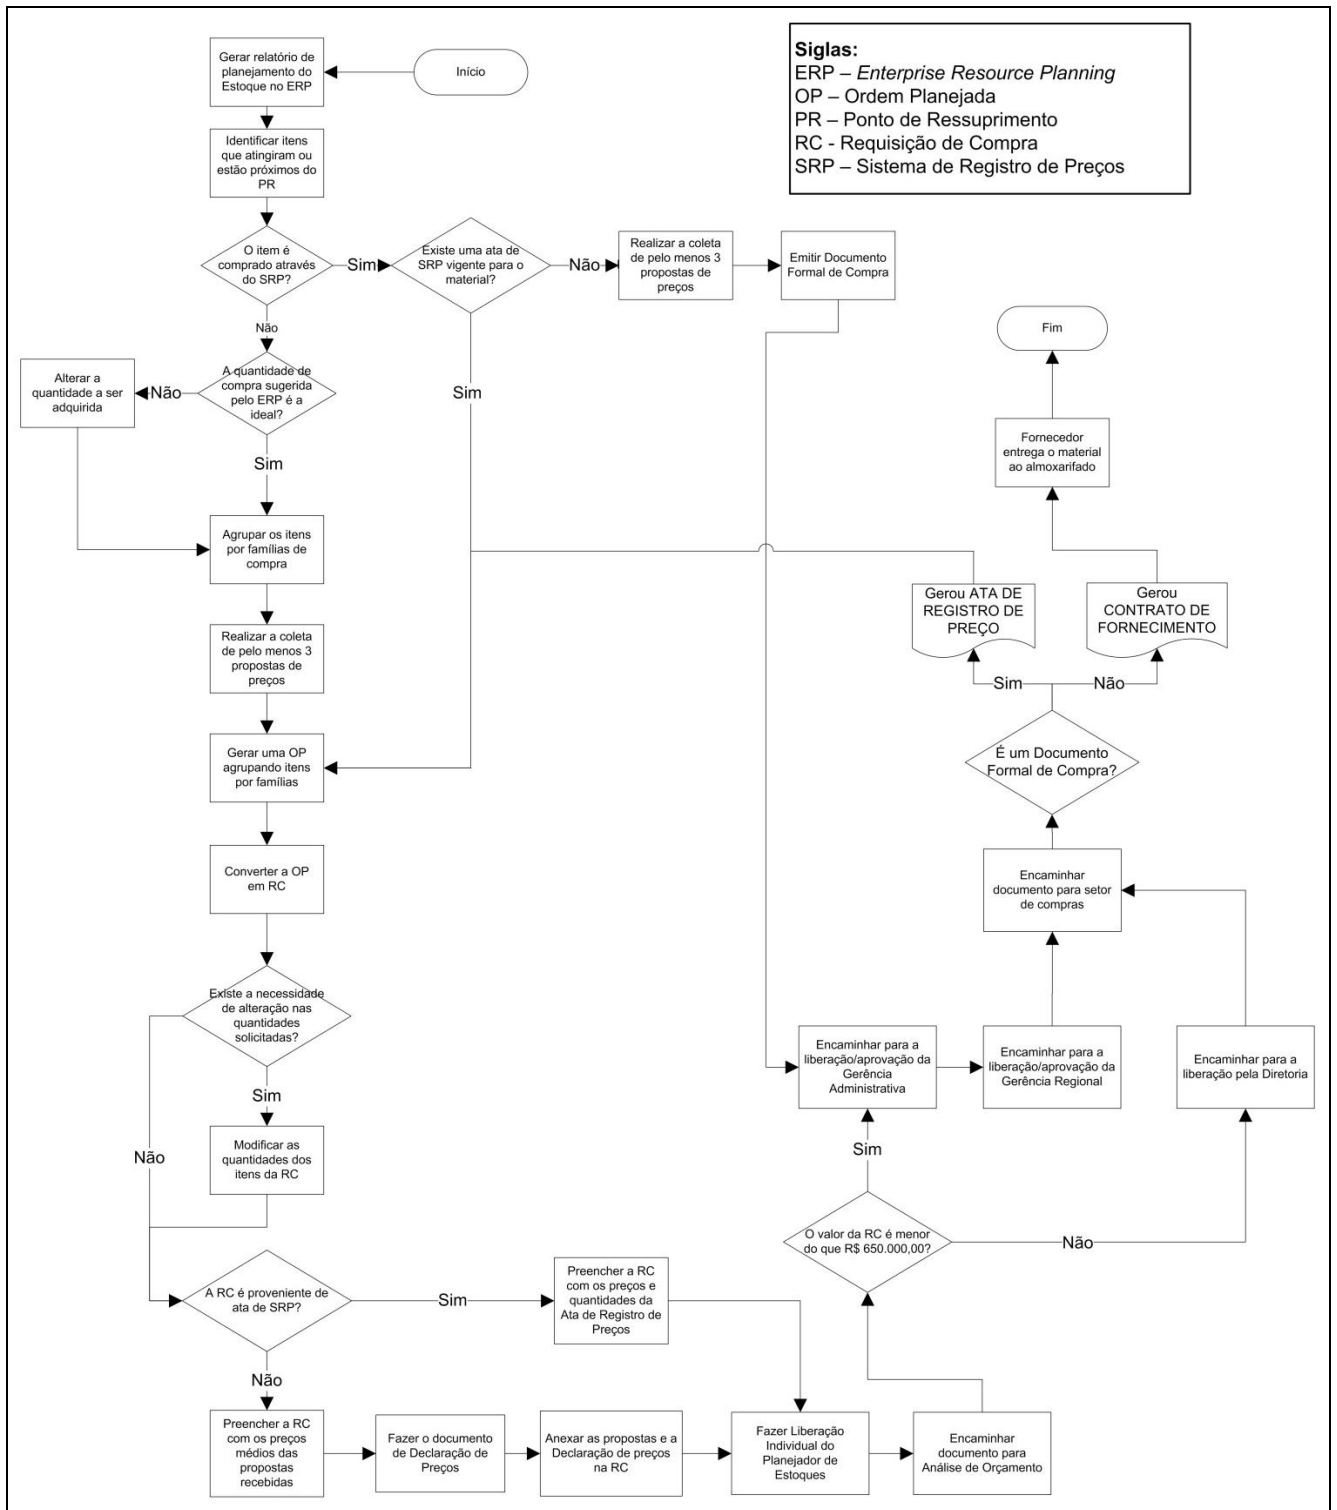 Gerar relatório de
planejamento do
Estoque no ERP
Início
Siglas:
ERP – Enterprise Resource Planning
OP – Ordem Planejada
PR – Ponto de Ressuprimento
RC - Requisição de Compra
SRP – Sistema de Registro de Preços
Identificar itens
que atingiram ou
estão próximos do
PR
O item é
comprado através
do SRP?
Sim
Existe uma ata de
SRP vigente para o
material?
Não
Realizar a coleta
de pelo menos 3
propostas de
preços
Emitir Documento
Formal de Compra
Não
Sim
Fim
A quantidade de
compra sugerida
pelo ERP é a
ideal?
Não
Alterar a
quantidade a ser
adquirida
Sim
Fornecedor
entrega o material
ao almoxarifado
Agrupar os itens
por famílias de
compra
Gerou ATA DE
REGISTRO DE
PREÇO
Gerou
CONTRATO DE
FORNECIMENTO
Realizar a coleta
de pelo menos 3
propostas de
preços
Sim
Não
Gerar uma OP
agrupando itens
por famílias
É um Documento
Formal de Compra?
Converter a OP
em RC
Encaminhar
documento para setor
de compras
Existe a necessidade
de alteração nas
quantidades
solicitadas?
Encaminhar para a
liberação/aprovação da
Gerência
Administrativa
Encaminhar para a
liberação/aprovação da
Gerência Regional
Encaminhar para a
liberação pela Diretoria
Sim
Não
Modificar as
quantidades dos
itens da RC
Sim
O valor da RC é menor
do que R$ 650.000,00?
Não
A RC é proveniente de
ata de SRP?
Sim
Preencher a RC
com os preços e
quantidades da
Ata de Registro de
Preços
Não
Preencher a RC
com os preços
médios das
propostas
recebidas
Fazer o documento
de Declaração de
Preços
Anexar as propostas e a
Declaração de preços
na RC
Fazer Liberação
Individual do
Planejador de
Estoques
Encaminhar
documento para
Análise de Orçamento